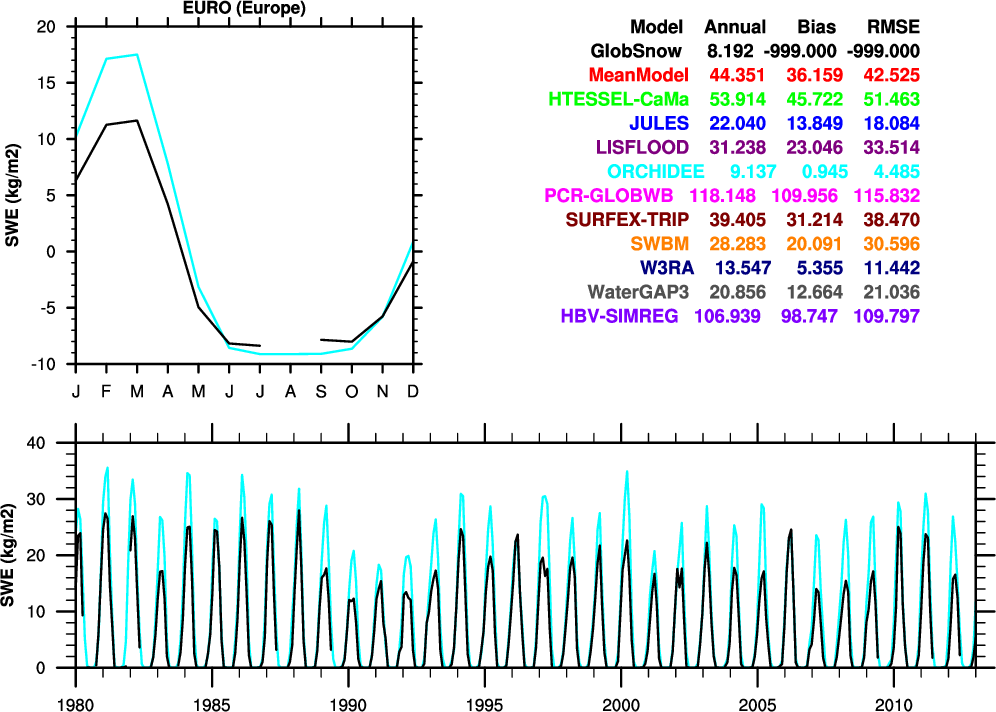 EURO (Europe)
20
15
10
5
0
-5
-10
SWE (kg/m2)
J F M A M J J A S O N D
Model Annual Bias RMSE
GlobSnow 8.192 -999.000 -999.000
MeanModel 44.351 36.159 42.525
HTESSEL-CaMa 53.914 45.722 51.463
JULES 22.040 13.849 18.084
LISFLOOD 31.238 23.046 33.514
ORCHIDEE 9.137 0.945 4.485
PCR-GLOBWB 118.148 109.956 115.832
SURFEX-TRIP 39.405 31.214 38.470
SWBM 28.283 20.091 30.596
W3RA 13.547 5.355 11.442
WaterGAP3 20.856 12.664 21.036
HBV-SIMREG 106.939 98.747 109.797
40
30
20
10
0
SWE (kg/m2)
1980 1985 1990 1995 2000 2005 2010